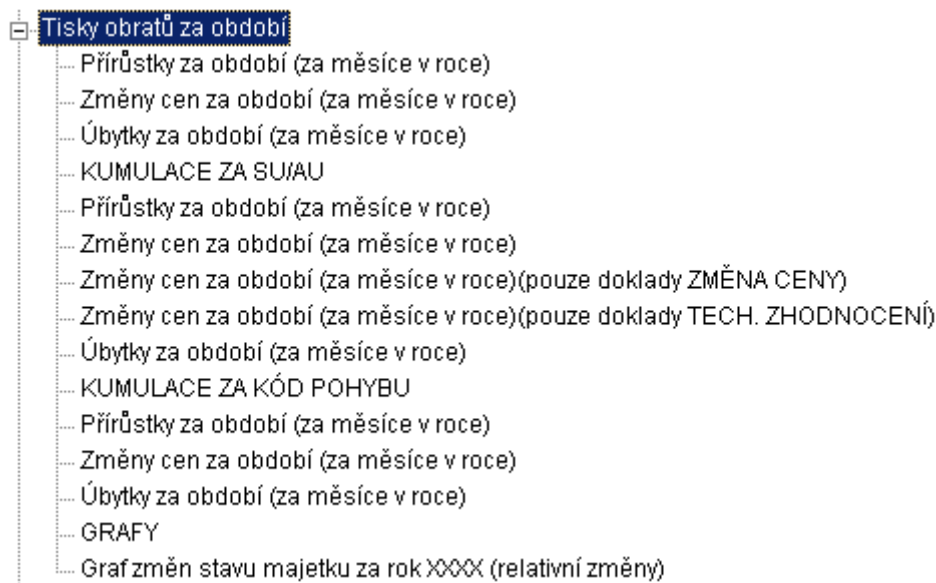 Tisky obratů za období
Přírůstky za období (za měsíce v roce)
Změny cen za období (za měsíce v roce)
Úbytky za období (za měsíce v roce)
KUMULACE ZA SU/AU
Přírůstky za období (za měsíce v roce)
Změny cen za období (za měsíce v roce)
Změny cen za období (za měsíce v roce)(pouze doklady ZMĚNA CENY)
Změny cen za období (za měsíce v roce)(pouze doklady TECH. ZHODNOCENÍ)
Úbytky za období (za měsíce v roce)
KUMULACE ZA KÓD POHYBU
Přírůstky za období (za měsíce v roce)
Změny cen za období (za měsíce v roce)
Úbytky za období (za měsíce v roce)
GRAFY
Graf změn stavu majetku za rok XXXX (relativní změny)